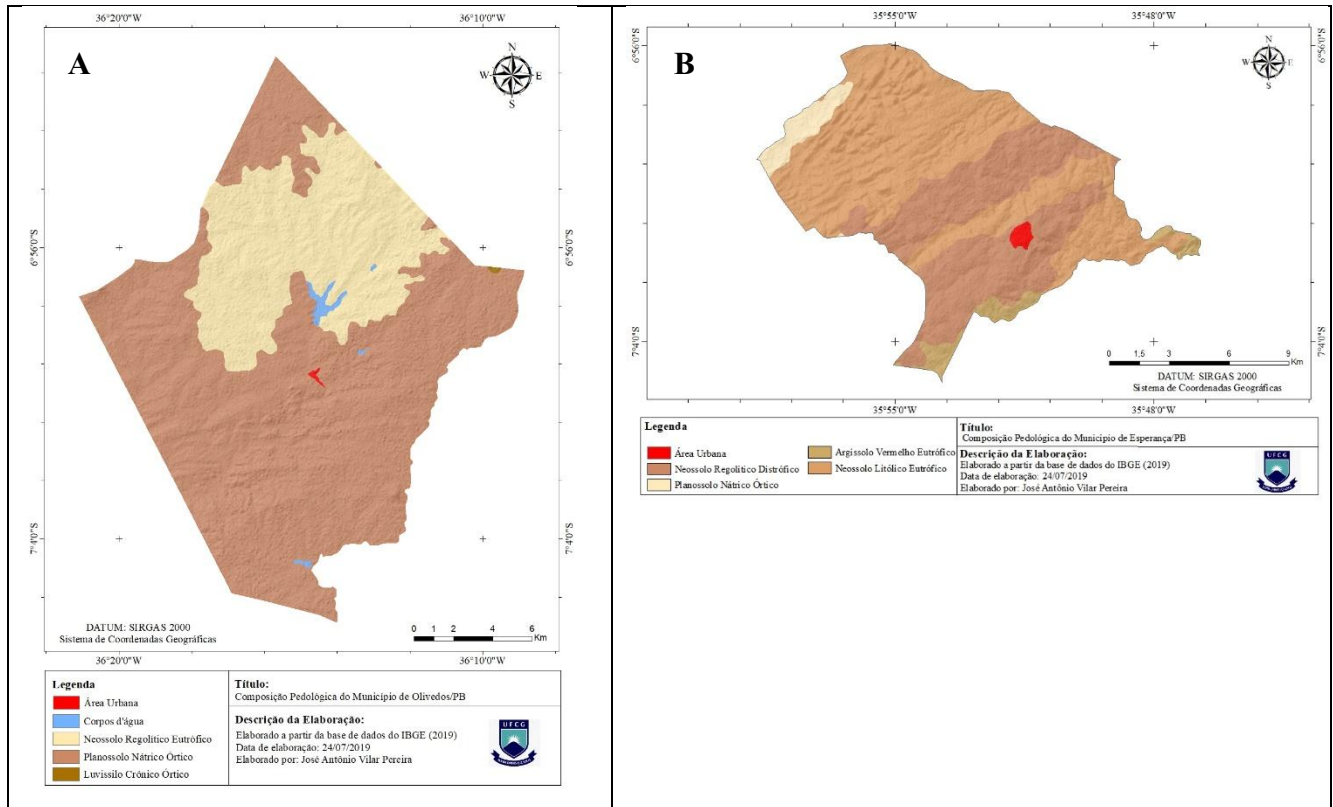 A
36°20'0"W
36°10'0"W
N
W
E
S
6°56'0"S
6°56'0"S
7°4'0"S
7°4'0"S
DATUM: SIRGAS 2000
Sistema de Coordenadas Geográficas
0 1 2 4 6
Km
36°20'0"W
36°10'0"W
Legenda
Área Urbana
Corpos d'água
Neossolo Regolítico Eutrófico
Planossolo Nátrico Órtico
Luvissilo Crônico Órtico
Título:
Composição Pedológica do Município de Olivedos/PB
Descrição da Elaboração:
Elaborado a partir da base de dados do IBGE (2019)
Data de elaboração: 24/07/2019
Elaborado por: José Antônio Vilar Pereira
UFCG
B
35°55'0"W
35°48'0"W
N
W
E
S
6°56'0"S
6°56'0"S
7°4'0"S
7°4'0"S
0 1,5 3 6 9
Km
DATUM: SIRGAS 2000
Sistema de Coordenadas Geográficas
35°55'0"W
35°48'0"W
Legenda
Área Urbana
Neossolo Regolítico Distrófico
Planossolo Nátrico Órtico
Argissolo Vermelho Eutrófico
Neossolo Litólico Eutrófico
Título:
Composição Pedológica do Município de Esperança/PB
Descrição da Elaboração:
Elaborado a partir da base de dados do IBGE (2019)
Data de elaboração: 24/07/2019
Elaborado por: José Antônio Vilar Pereira
UFCG